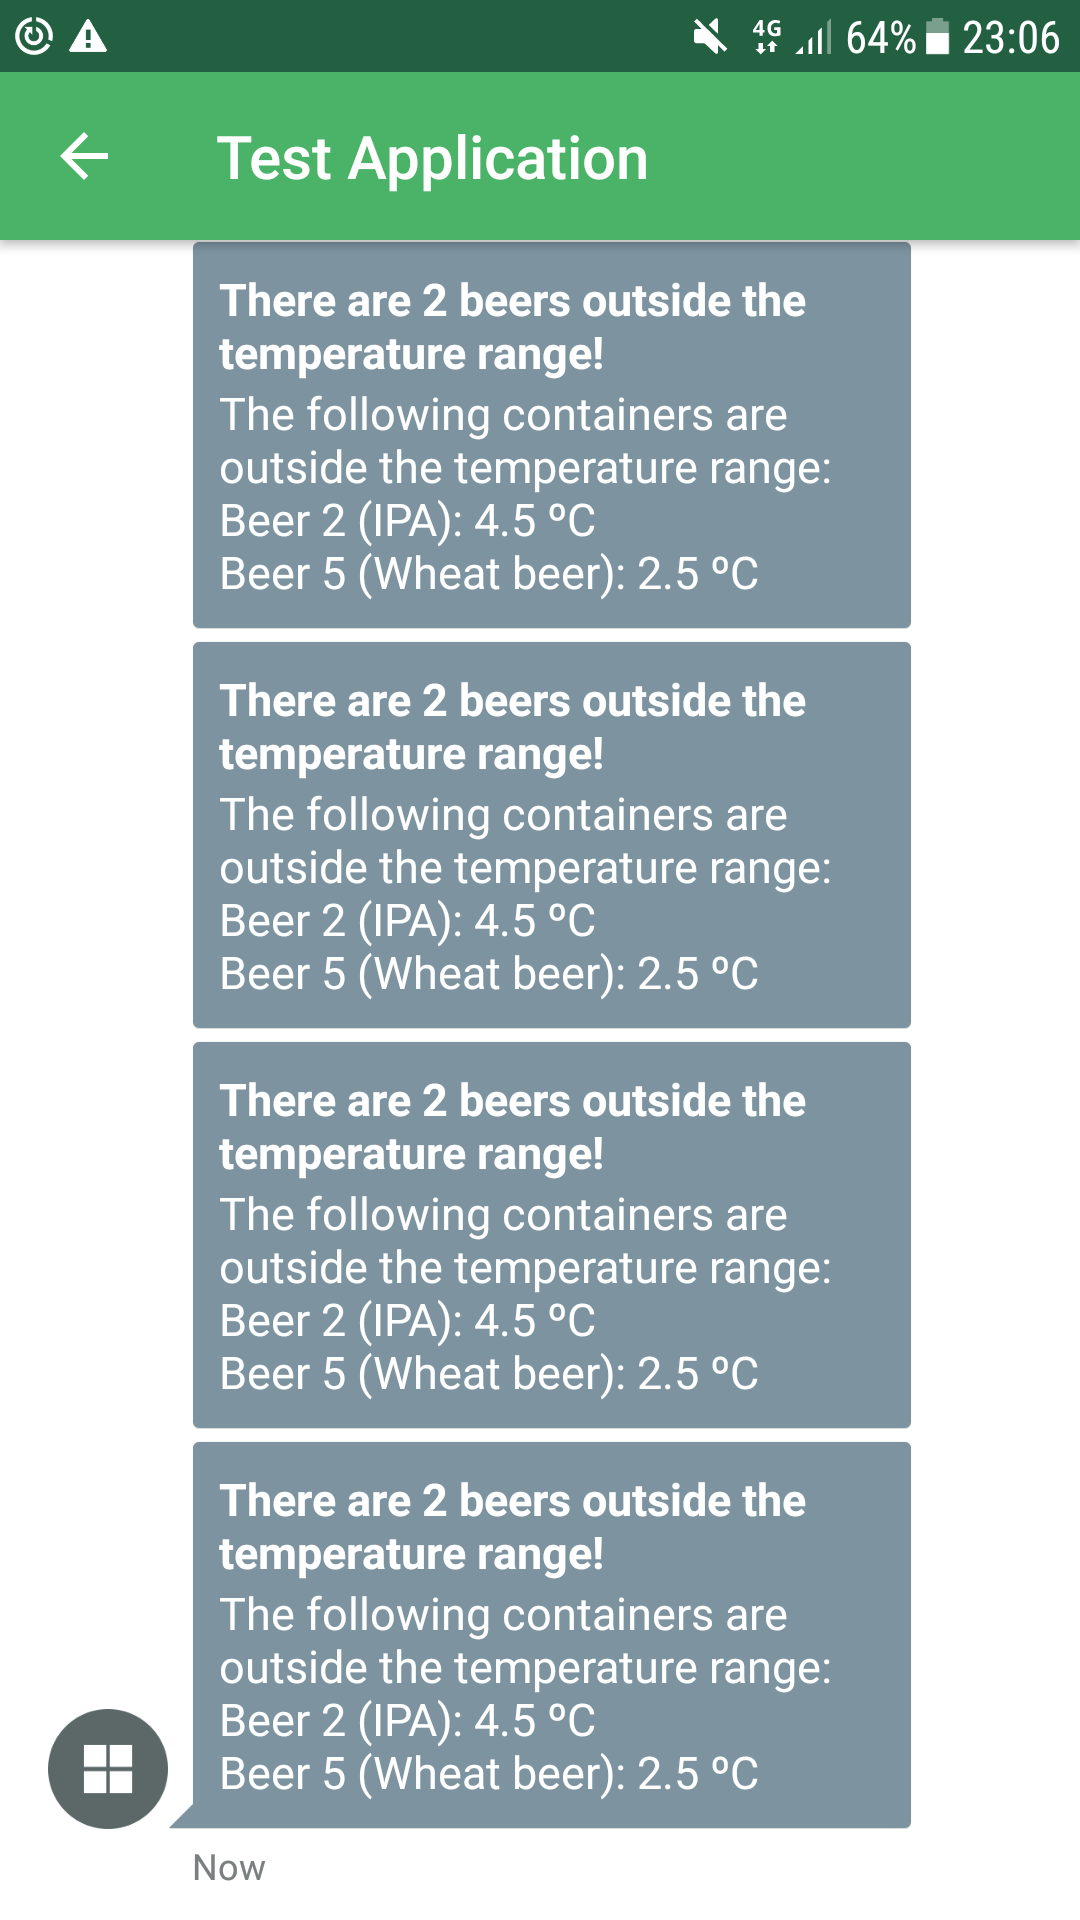 4G 64% 23:06
Test Application
There are 2 beers outside the
temperature range!
The following containers are
outside the temperature range:
Beer 2 (IPA): 4.5 ºC
Beer 5 (Wheat beer): 2.5 ºC
There are 2 beers outside the
temperature range!
The following containers are
outside the temperature range:
Beer 2 (IPA): 4.5 ºC
Beer 5 (Wheat beer): 2.5 ºC
There are 2 beers outside the
temperature range!
The following containers are
outside the temperature range:
Beer 2 (IPA): 4.5 ºC
Beer 5 (Wheat beer): 2.5 ºC
There are 2 beers outside the
temperature range!
The following containers are
outside the temperature range:
Beer 2 (IPA): 4.5 ºC
Beer 5 (Wheat beer): 2.5 ºC
Now